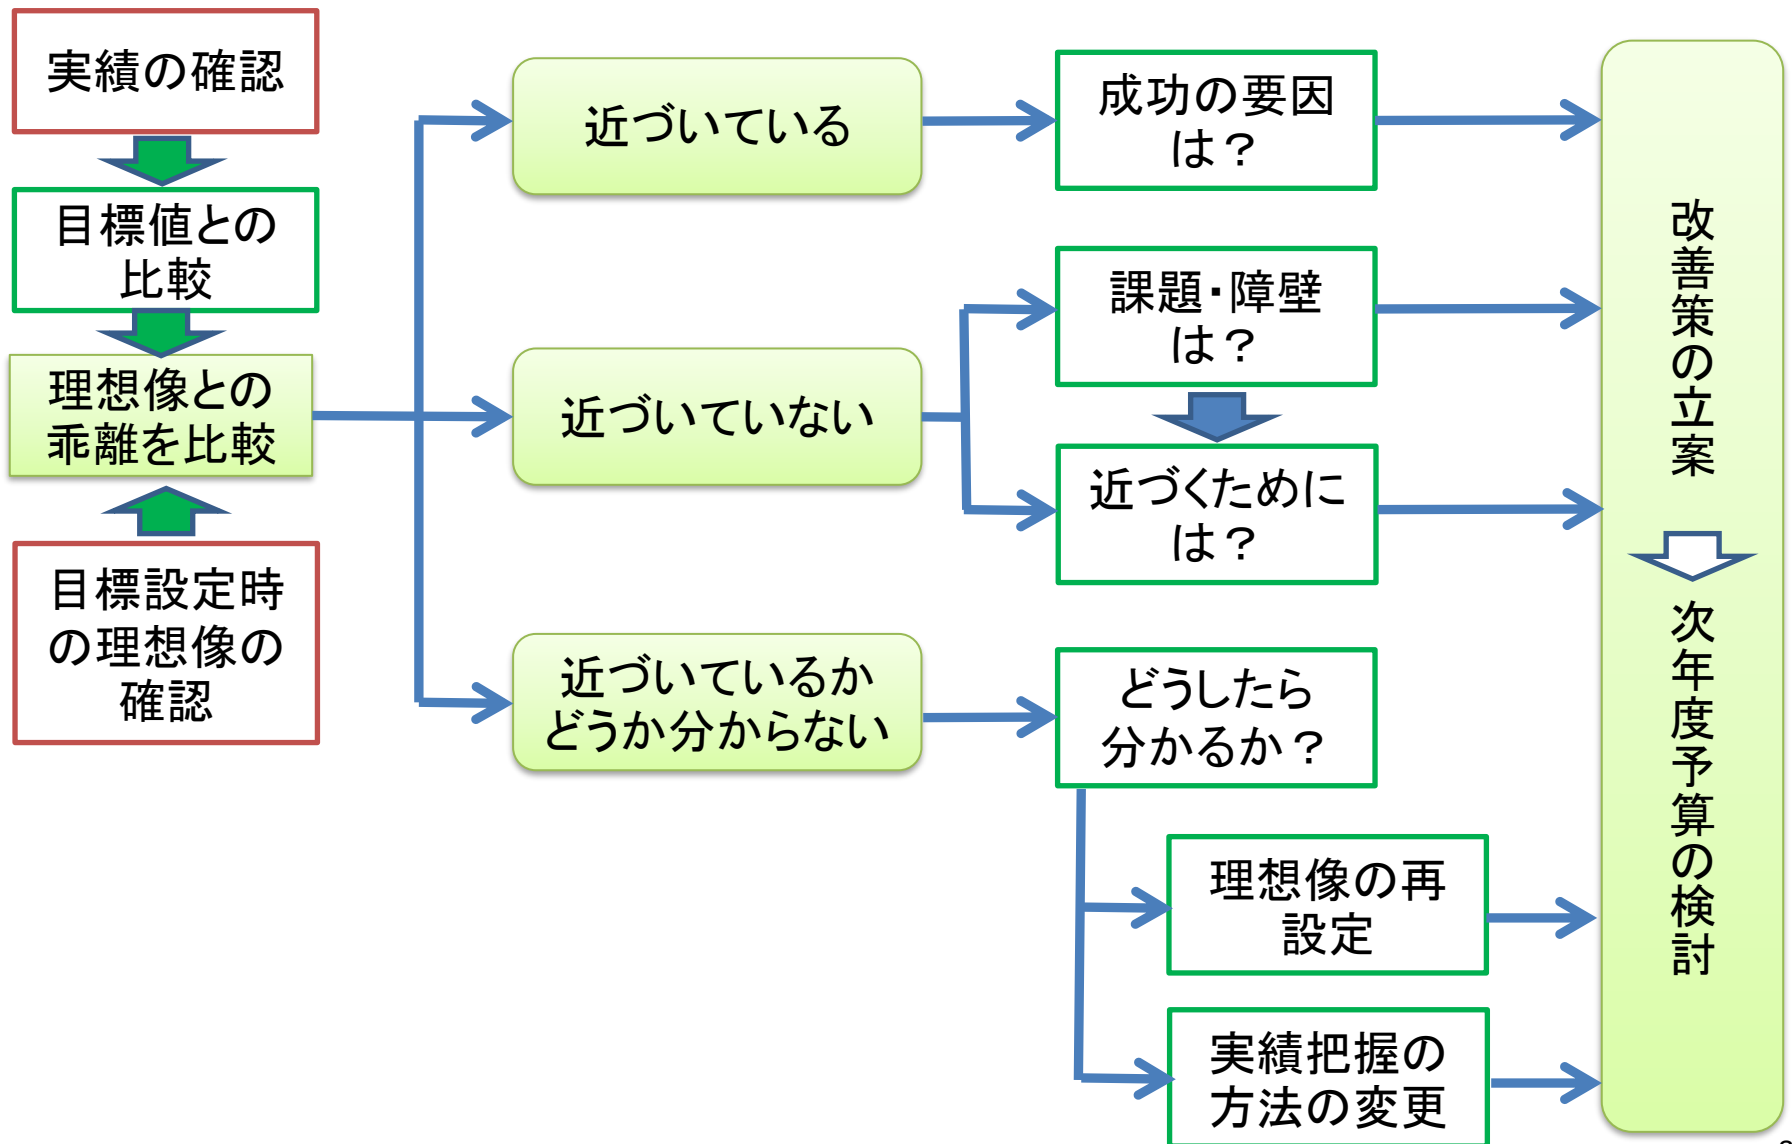 実績の確認
目標値との
比較
理想像との
乖離を比較
目標設定時
の理想像の
確認
近づいている
近づいていない
近づいているか
どうか分からない
成功の要因
は？
課題・障壁
は？
近づくために
は？
どうしたら
分かるか？
理想像の再
設定
実績把握の
方法の変更
改善策の立案
次年度予算の検討